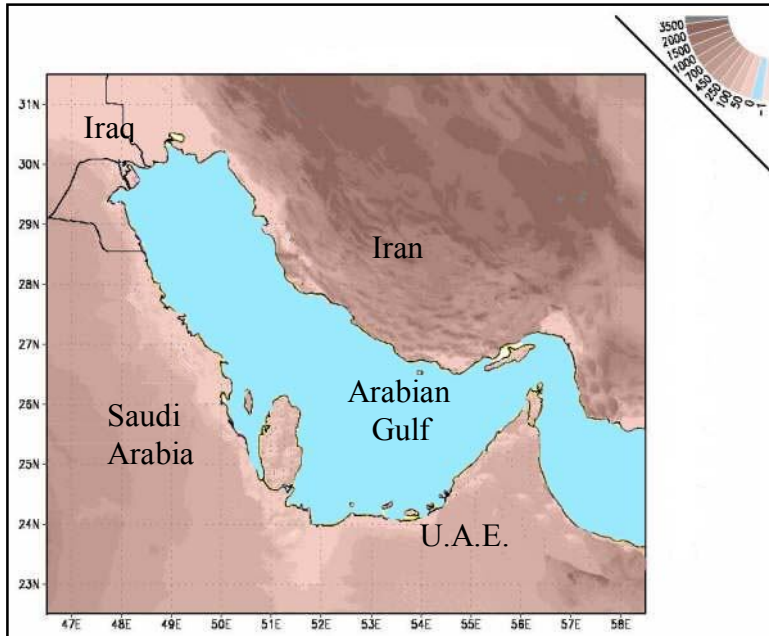 3500
2000
1500
1000
700
450
250
100
50
0
-1
31N
Iraq
30N
29N
Iran
28N
27N
Arabian
26N
Gulf
Saudi
Arabia
25N
24N
U.A.E.
23N
47E 48E 49E 50E 51E 52E 53E 54E 55E 56E 57E 58E